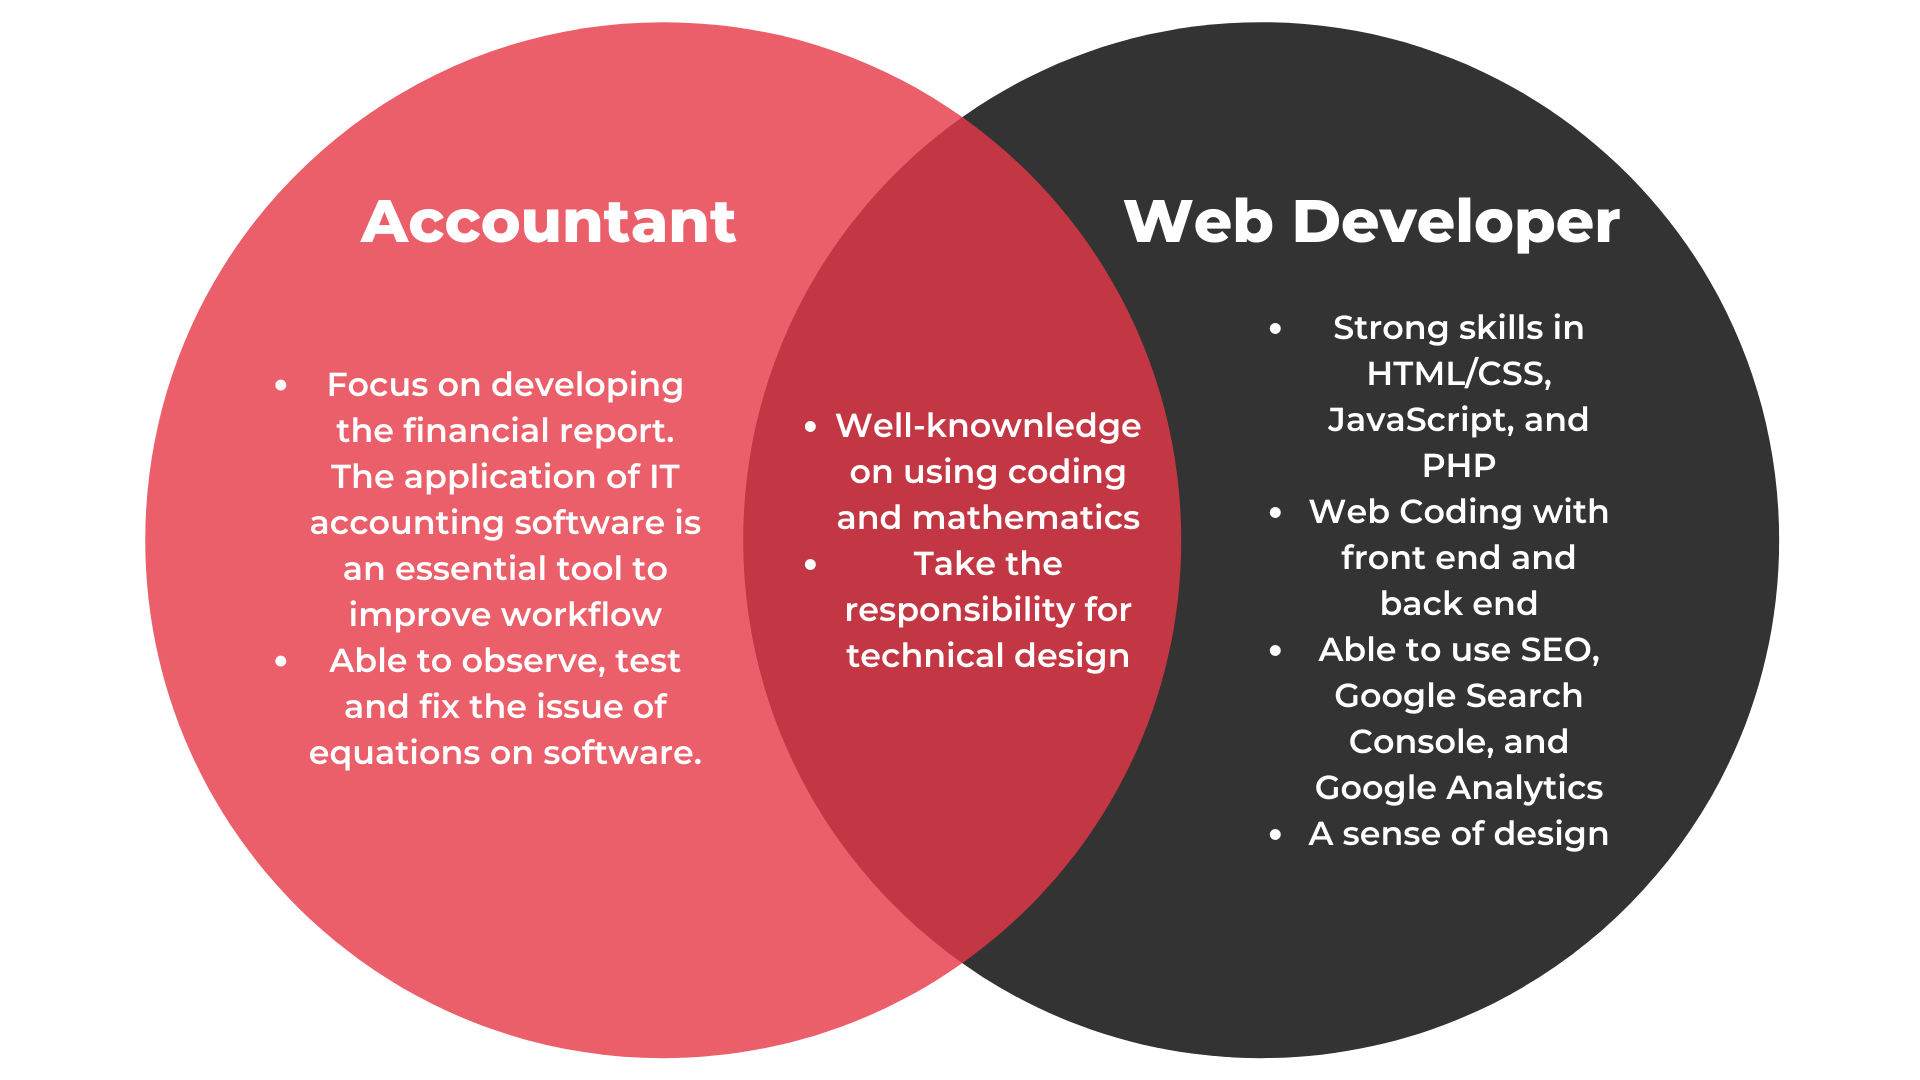 Accountant
• Focus on developing
the financial report.
The application of IT
accounting software is
an essential tool to
improve workflow
• Able to observe, test
and fix the issue of
equations on software.
• Well-knownledge
on using coding
and mathematics
• Take the
responsibility for
technical design
Web Developer
• Strong skills in
HTML/CSS,
JavaScript, and
PHP
• Web Coding with
front end and
back end
• Able to use SEO,
Google Search
Console, and
Google Analytics
• A sense of design